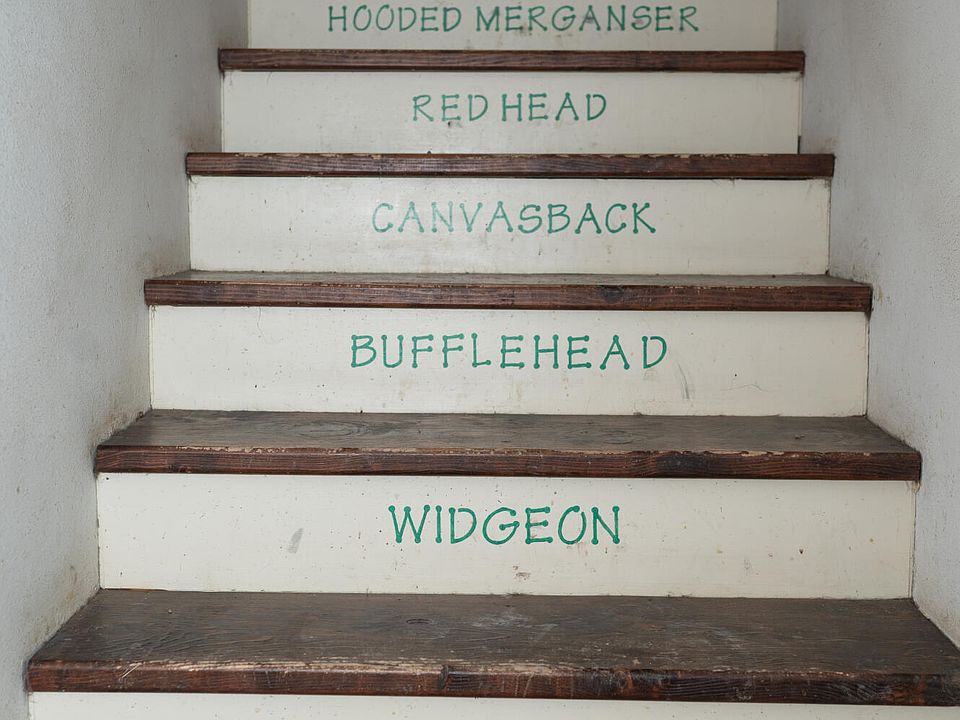 HOODED MERGANSER
RED HEAD
CANVASBACK
BUFFLEHEAD
WIDGEON